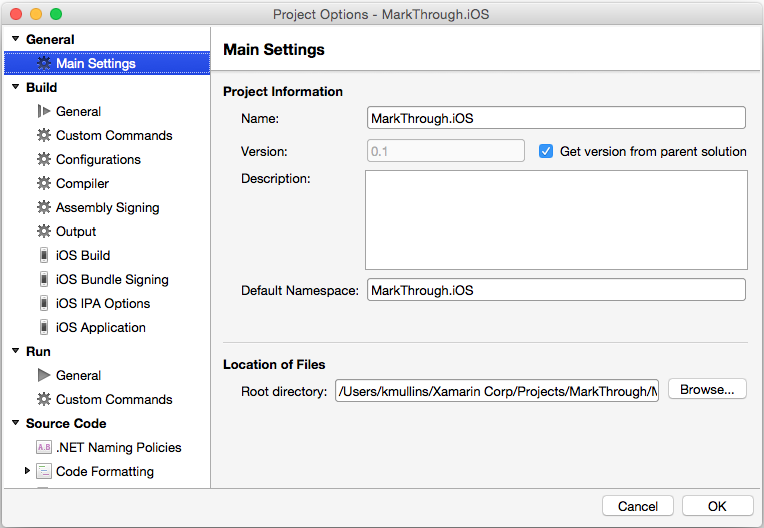 Project Options - MarkThrough.iOS
General
Main Settings
Build
General
Custom Commands
Configurations
Compiler
Assembly Signing
Output
iOS Build
iOS Bundle Signing
iOS IPA Options
iOS Application
Run
General
Custom Commands
Source Code
A.B .NET Naming Policies
Code Formatting
Main Settings
Project Information
Name: MarkThrough.iOS
Version: 0.1 Get version from parent solution
Description:
Default Namespace: MarkThrough.iOS
Location of Files
Root directory: /Users/kmullins/Xamarin Corp/Projects/MarkThrough/M Browse...
Cancel OK